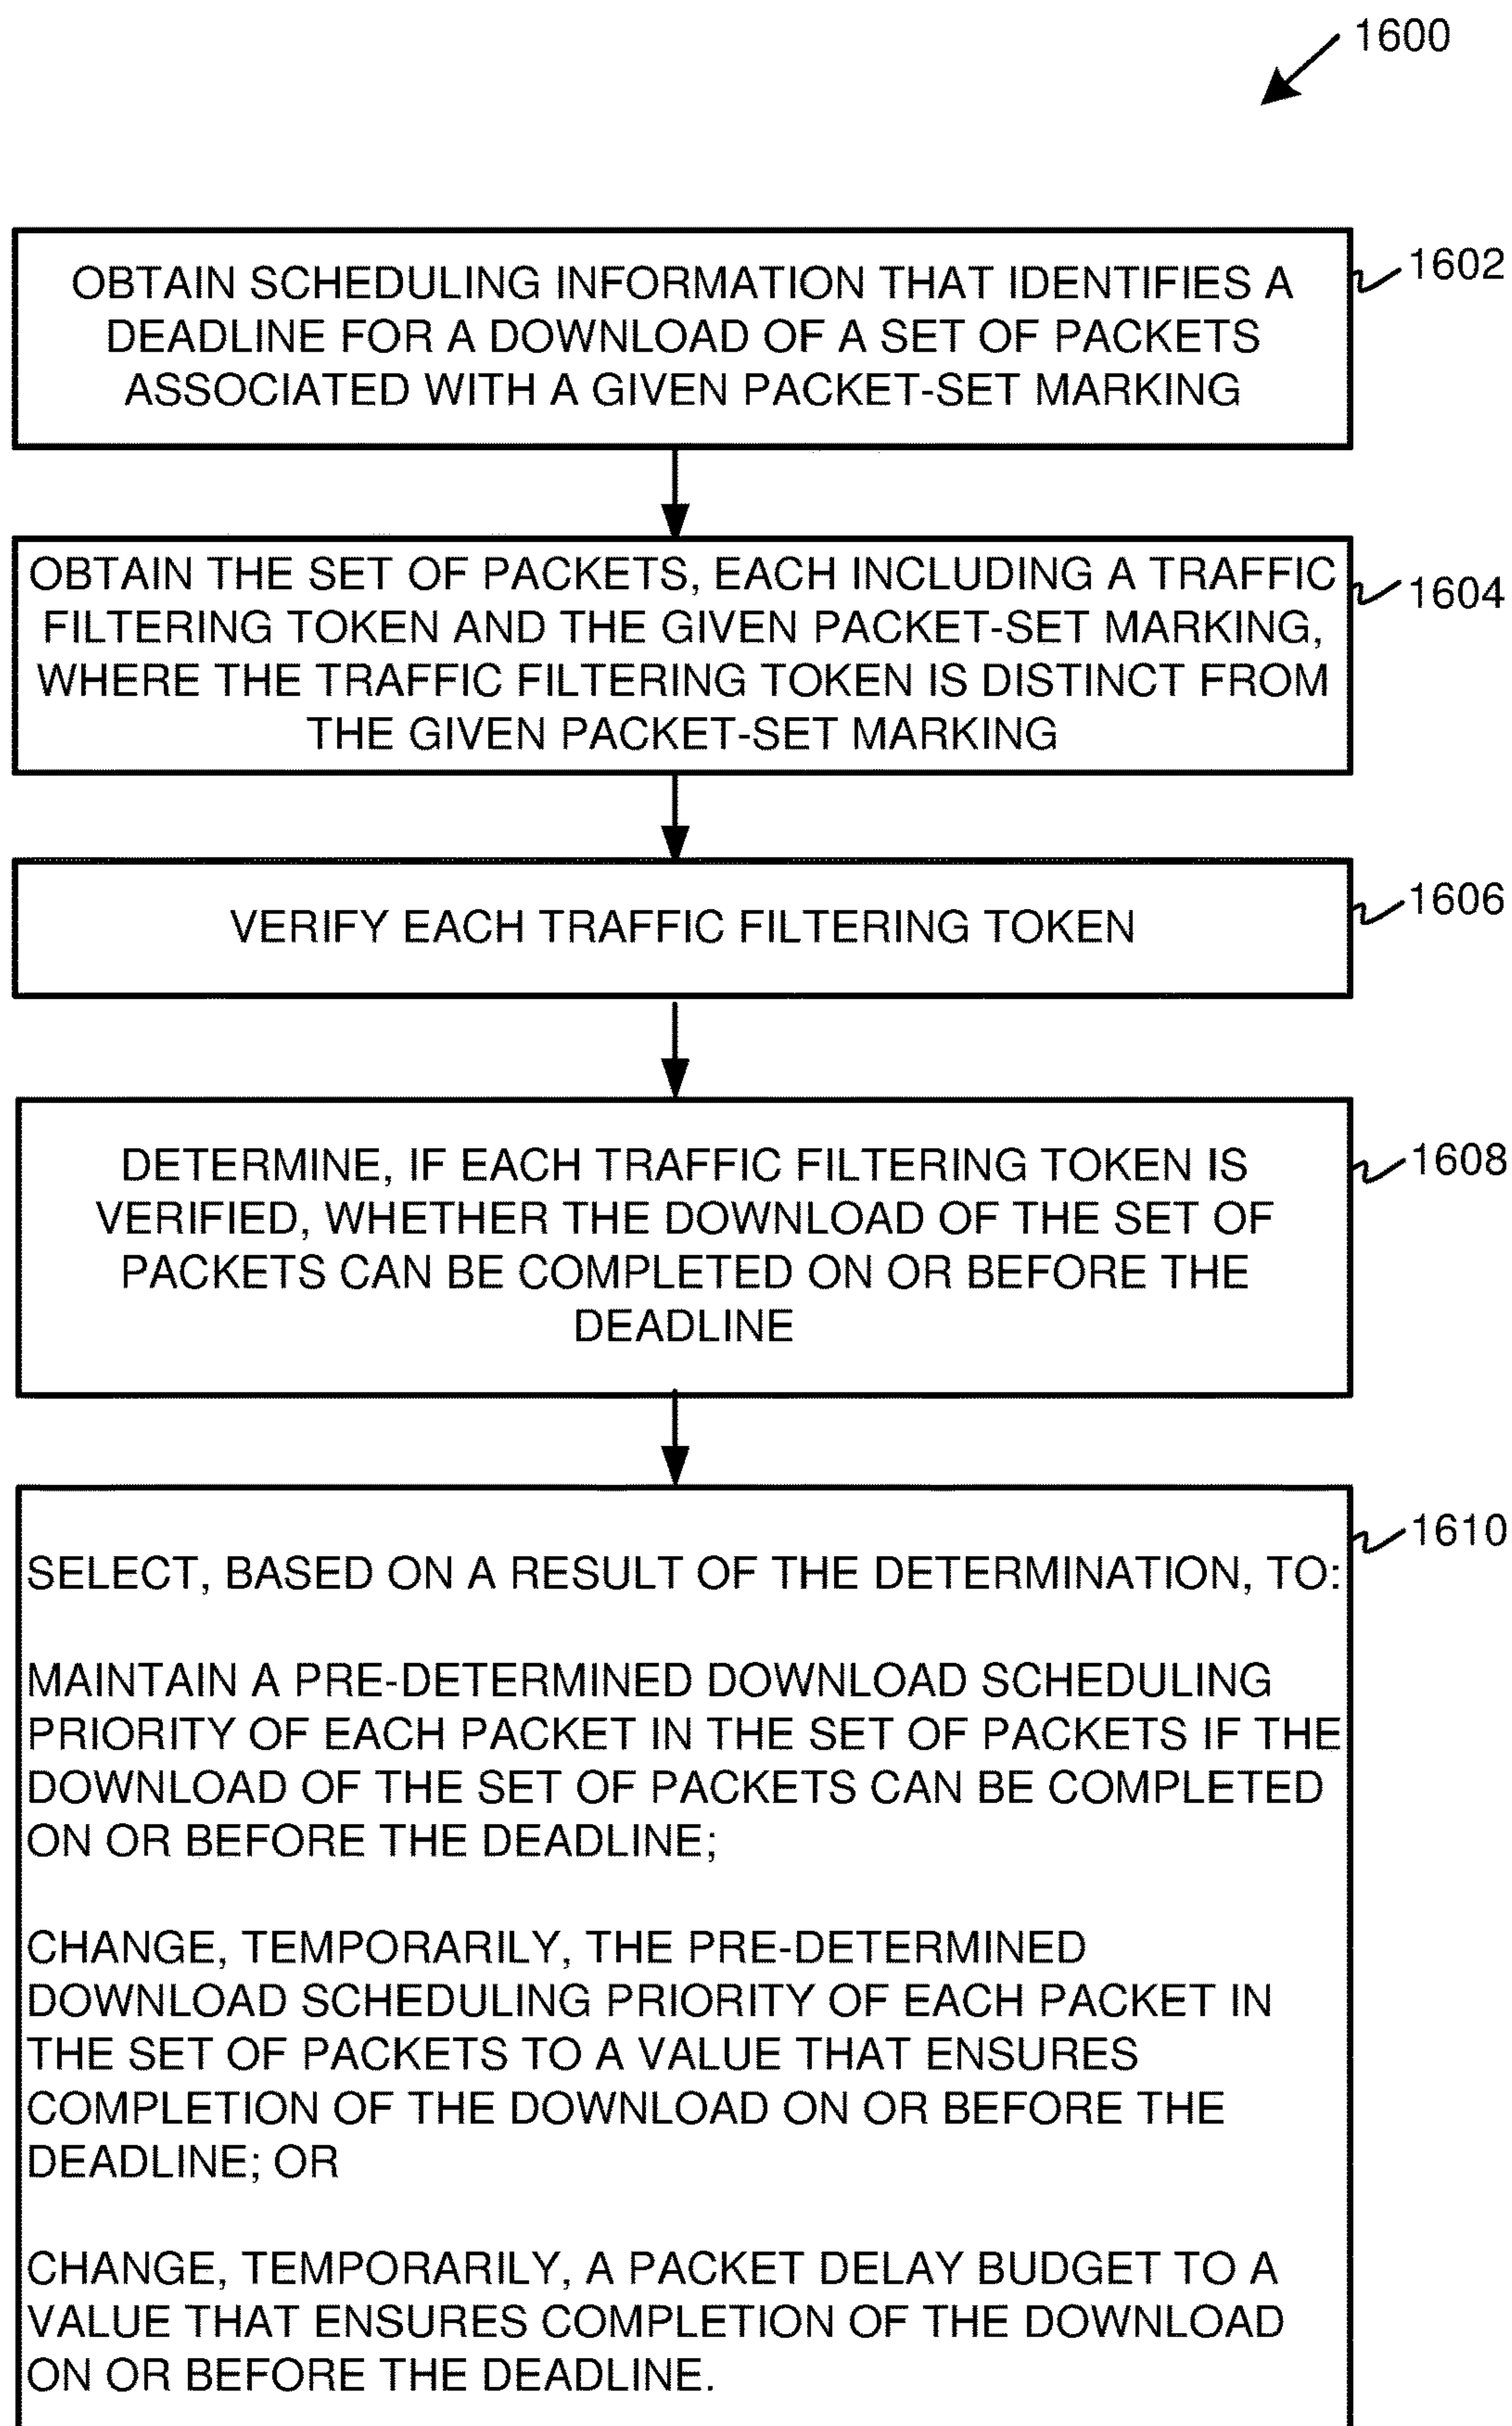 1600
OBTAIN SCHEDULING INFORMATION THAT IDENTIFIES A
DEADLINE FOR A DOWNLOAD OF A SET OF PACKETS
ASSOCIATED WITH A GIVEN PACKET-SET MARKING
1602
OBTAIN THE SET OF PACKETS, EACH INCLUDING A TRAFFIC
FILTERING TOKEN AND THE GIVEN PACKET-SET MARKING,
WHERE THE TRAFFIC FILTERING TOKEN IS DISTINCT FROM
THE GIVEN PACKET-SET MARKING
1604
VERIFY EACH TRAFFIC FILTERING TOKEN
1606
DETERMINE, IF EACH TRAFFIC FILTERING TOKEN IS
VERIFIED, WHETHER THE DOWNLOAD OF THE SET OF
PACKETS CAN BE COMPLETED ON OR BEFORE THE
DEADLINE
1608
SELECT, BASED ON A RESULT OF THE DETERMINATION, TO:
MAINTAIN A PRE-DETERMINED DOWNLOAD SCHEDULING
PRIORITY OF EACH PACKET IN THE SET OF PACKETS IF THE
DOWNLOAD OF THE SET OF PACKETS CAN BE COMPLETED
ON OR BEFORE THE DEADLINE;
CHANGE, TEMPORARILY, THE PRE-DETERMINED
DOWNLOAD SCHEDULING PRIORITY OF EACH PACKET IN
THE SET OF PACKETS TO A VALUE THAT ENSURES
COMPLETION OF THE DOWNLOAD ON OR BEFORE THE
DEADLINE; OR
CHANGE, TEMPORARILY, A PACKET DELAY BUDGET TO A
VALUE THAT ENSURES COMPLETION OF THE DOWNLOAD
ON OR BEFORE THE DEADLINE.
1610